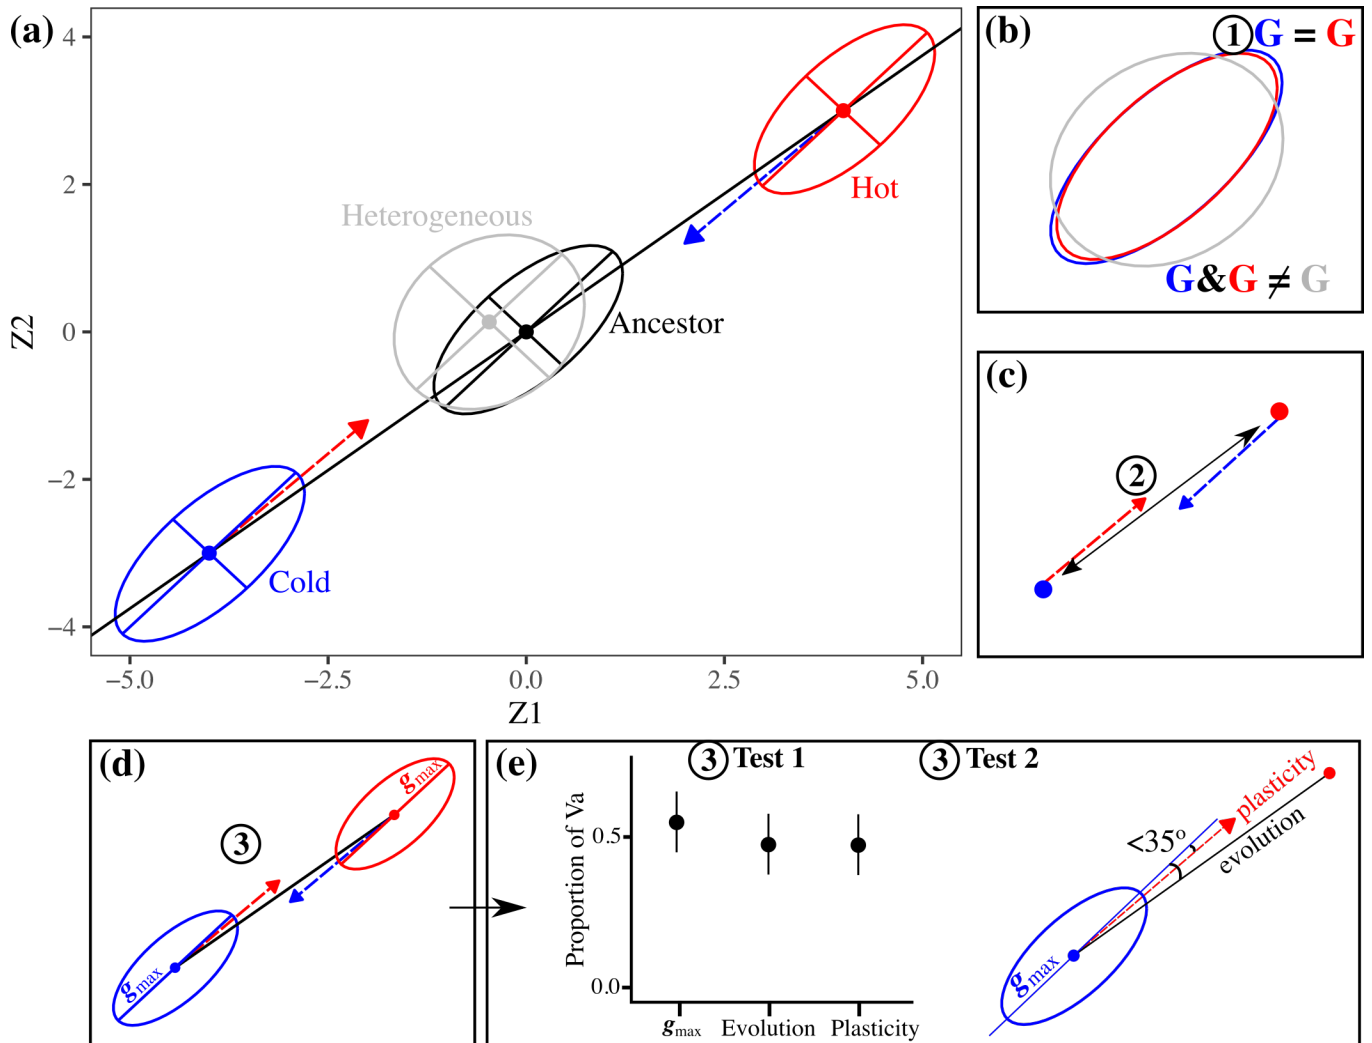 (a)
4
2
0
−2
−4
Z2
−5.0
−2.5
0.0
2.5
5.0
Z1
Hot
Heterogeneous
Ancestor
Cold
(b)
1 G = G
G&G ≠ G
(c)
2
(d)
gmax
3
gmax
(e)
3 Test 1
Proportion of Va
0.5
0.0
gmax
Evolution
Plasticity
3 Test 2
plasticity
<35°
evolution
gmax